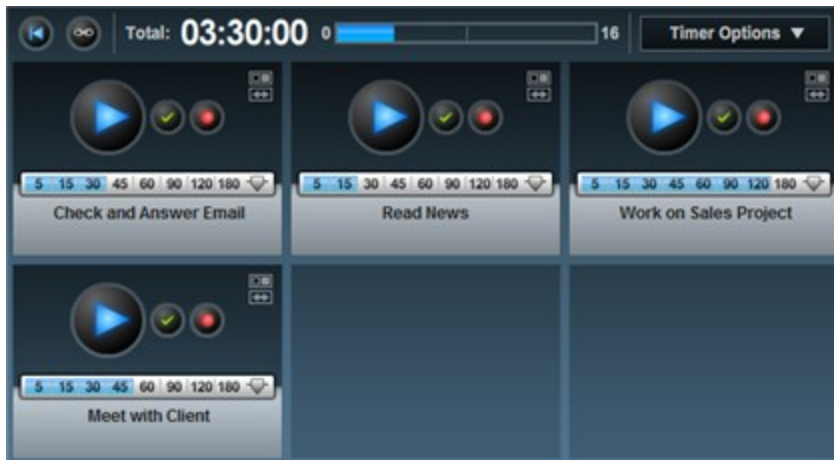 Total: 03:30:00 0 16 Timer Options ▼
5 15 30 45 60 90 120 180
Check and Answer Email
5 15 30 45 60 90 120 180
Read News
5 15 30 45 60 90 120 180
Work on Sales Project
5 15 30 45 60 90 120 180
Meet with Client